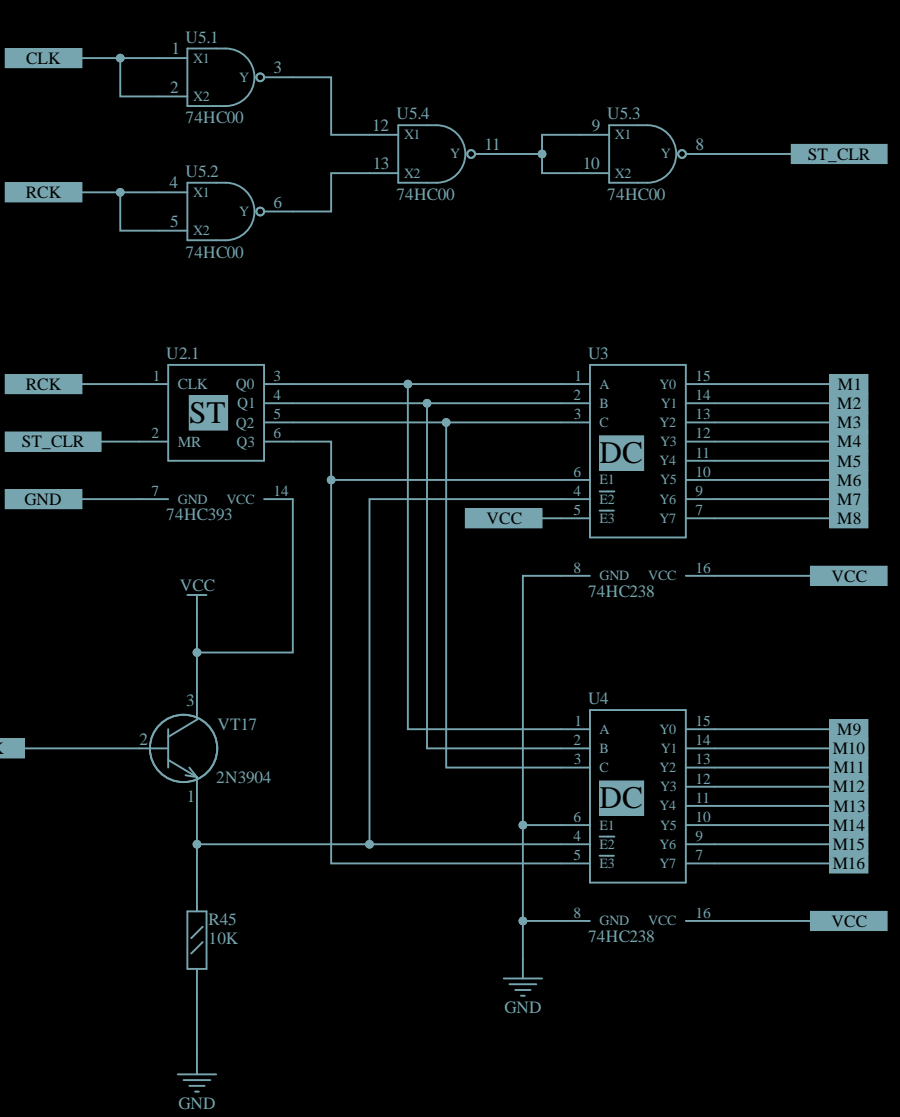 U5.1
CLK
1 X1 Y 3
2 X2
74HC00
U5.4
12 X1 Y 11
13 X2
74HC00
U5.3
9 X1 Y 8
10 X2
74HC00
ST_CLR
U5.2
RCK
4 X1 Y 6
5 X2
74HC00
U2.1
RCK 1 CLK Q0 3
Q1 4
ST
Q2 5
ST_CLR 2 MR Q3 6
GND 7 GND VCC 14
74HC393
U3
1 A Y0 15 M1
2 B Y1 14 M2
3 C Y2 13 M3
DC
Y3 12 M4
Y4 11 M5
6 E1 Y5 10 M6
4 E2 Y6 9 M7
VCC 5 E3 Y7 7 M8
8 GND VCC 16 VCC
74HC238
VCC
3
VT17
2
2N3904
1
R45
10K
GND
U4
1 A Y0 15 M9
2 B Y1 14 M10
3 C Y2 13 M11
DC
Y3 12 M12
Y4 11 M13
6 E1 Y5 10 M14
4 E2 Y6 9 M15
5 E3 Y7 7 M16
8 GND VCC 16 VCC
74HC238
GND